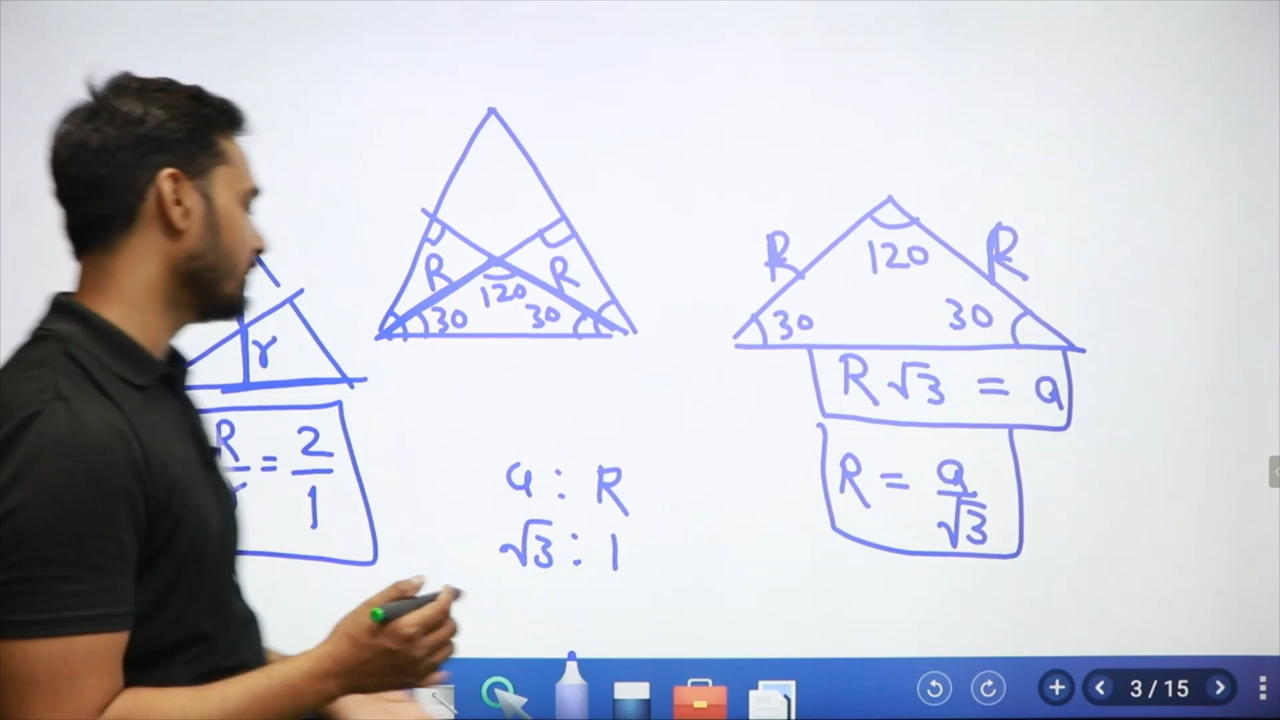 R 120 R
R R
120
30 30
30 30
r
R√3 = a
R/ = 2/1
a : R
√3 : 1
R = a/√3
3 / 15